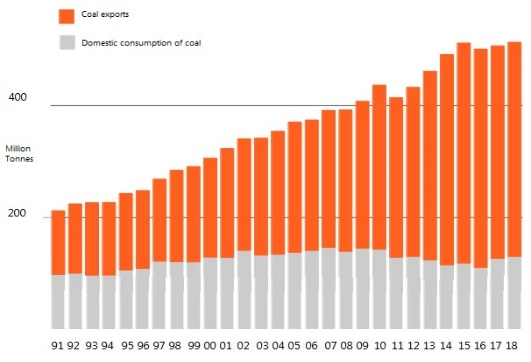 Coal exports
Domestic consumption of coal
400
Million
Tonnes
200
91 92 93 94 95 96 97 98 99 00 01 02 03 04 05 06 07 08 09 10 11 12 13 14 15 16 17 18